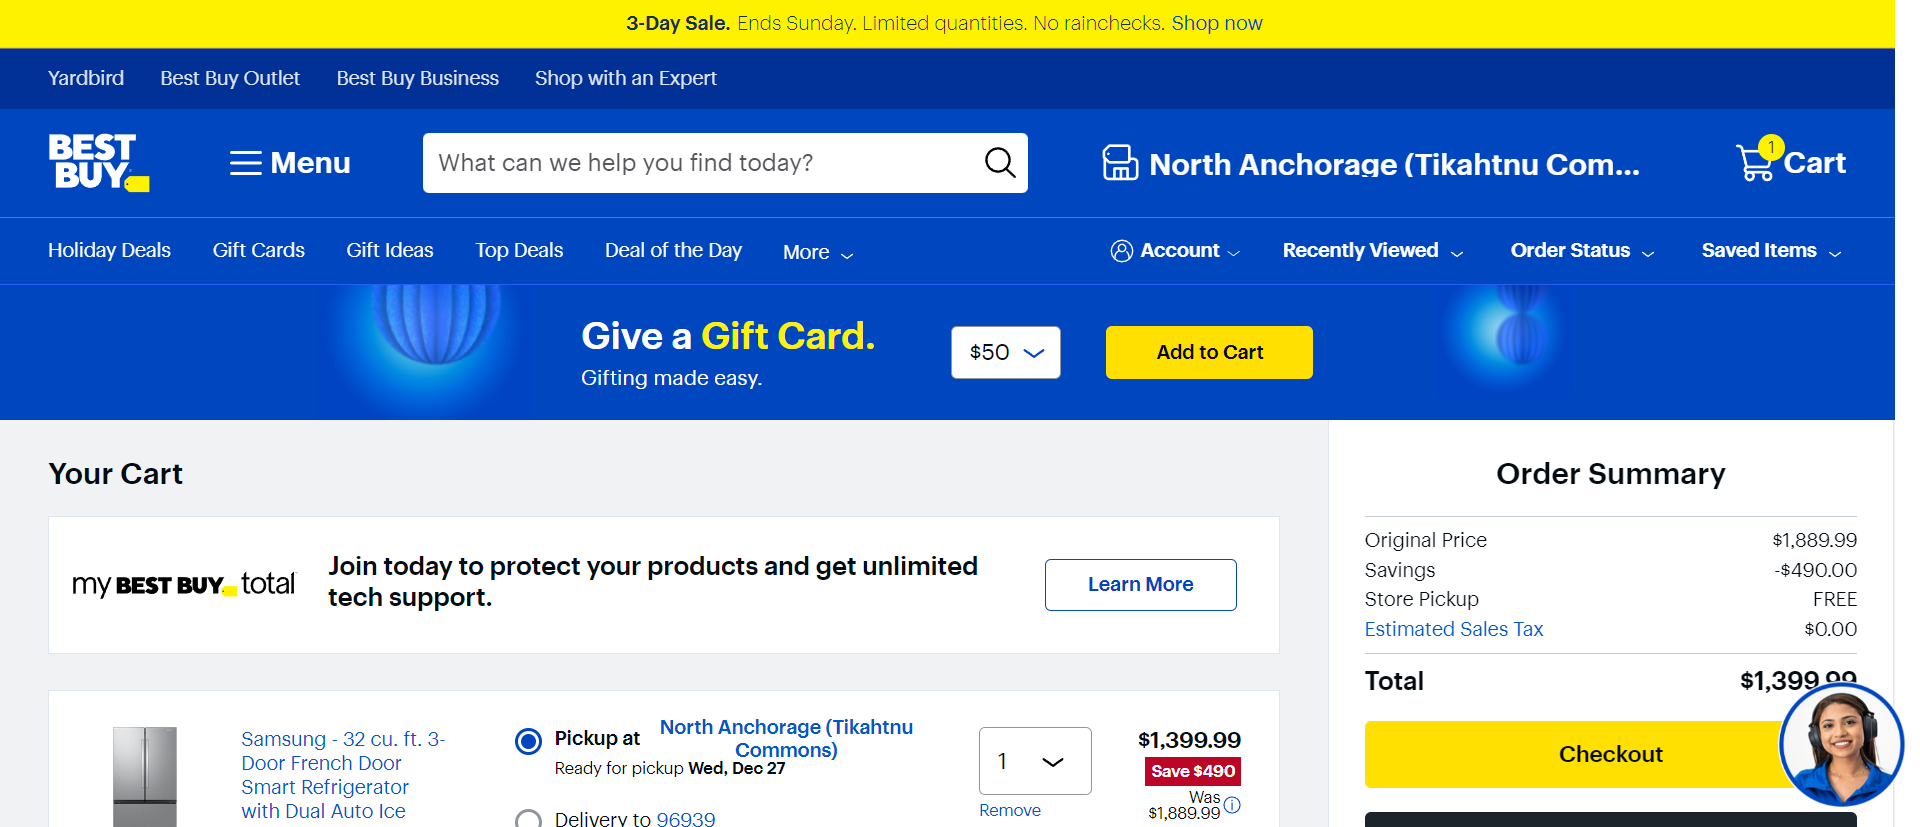 3-Day Sale. Ends Sunday. Limited quantities. No rainchecks. Shop now
Yardbird Best Buy Outlet Best Buy Business Shop with an Expert
BEST BUY
Menu
What can we help you find today?
North Anchorage (Tikahtnu Com...
1 Cart
Holiday Deals Gift Cards Gift Ideas Top Deals Deal of the Day More
Account Recently Viewed Order Status Saved Items
Give a Gift Card.
Gifting made easy.
$50
Add to Cart
Your Cart
my BEST BUY total
Join today to protect your products and get unlimited
tech support.
Learn More
Samsung - 32 cu. ft. 3-
Door French Door
Smart Refrigerator
with Dual Auto Ice
Pickup at North Anchorage (Tikahtnu
Commons)
Ready for pickup Wed, Dec 27
Delivery to 96939
1
Remove
$1,399.99
Save $490
Was
$1,889.99
Order Summary
Original Price $1,889.99
Savings -$490.00
Store Pickup FREE
Estimated Sales Tax $0.00
Total $1,399.99
Checkout